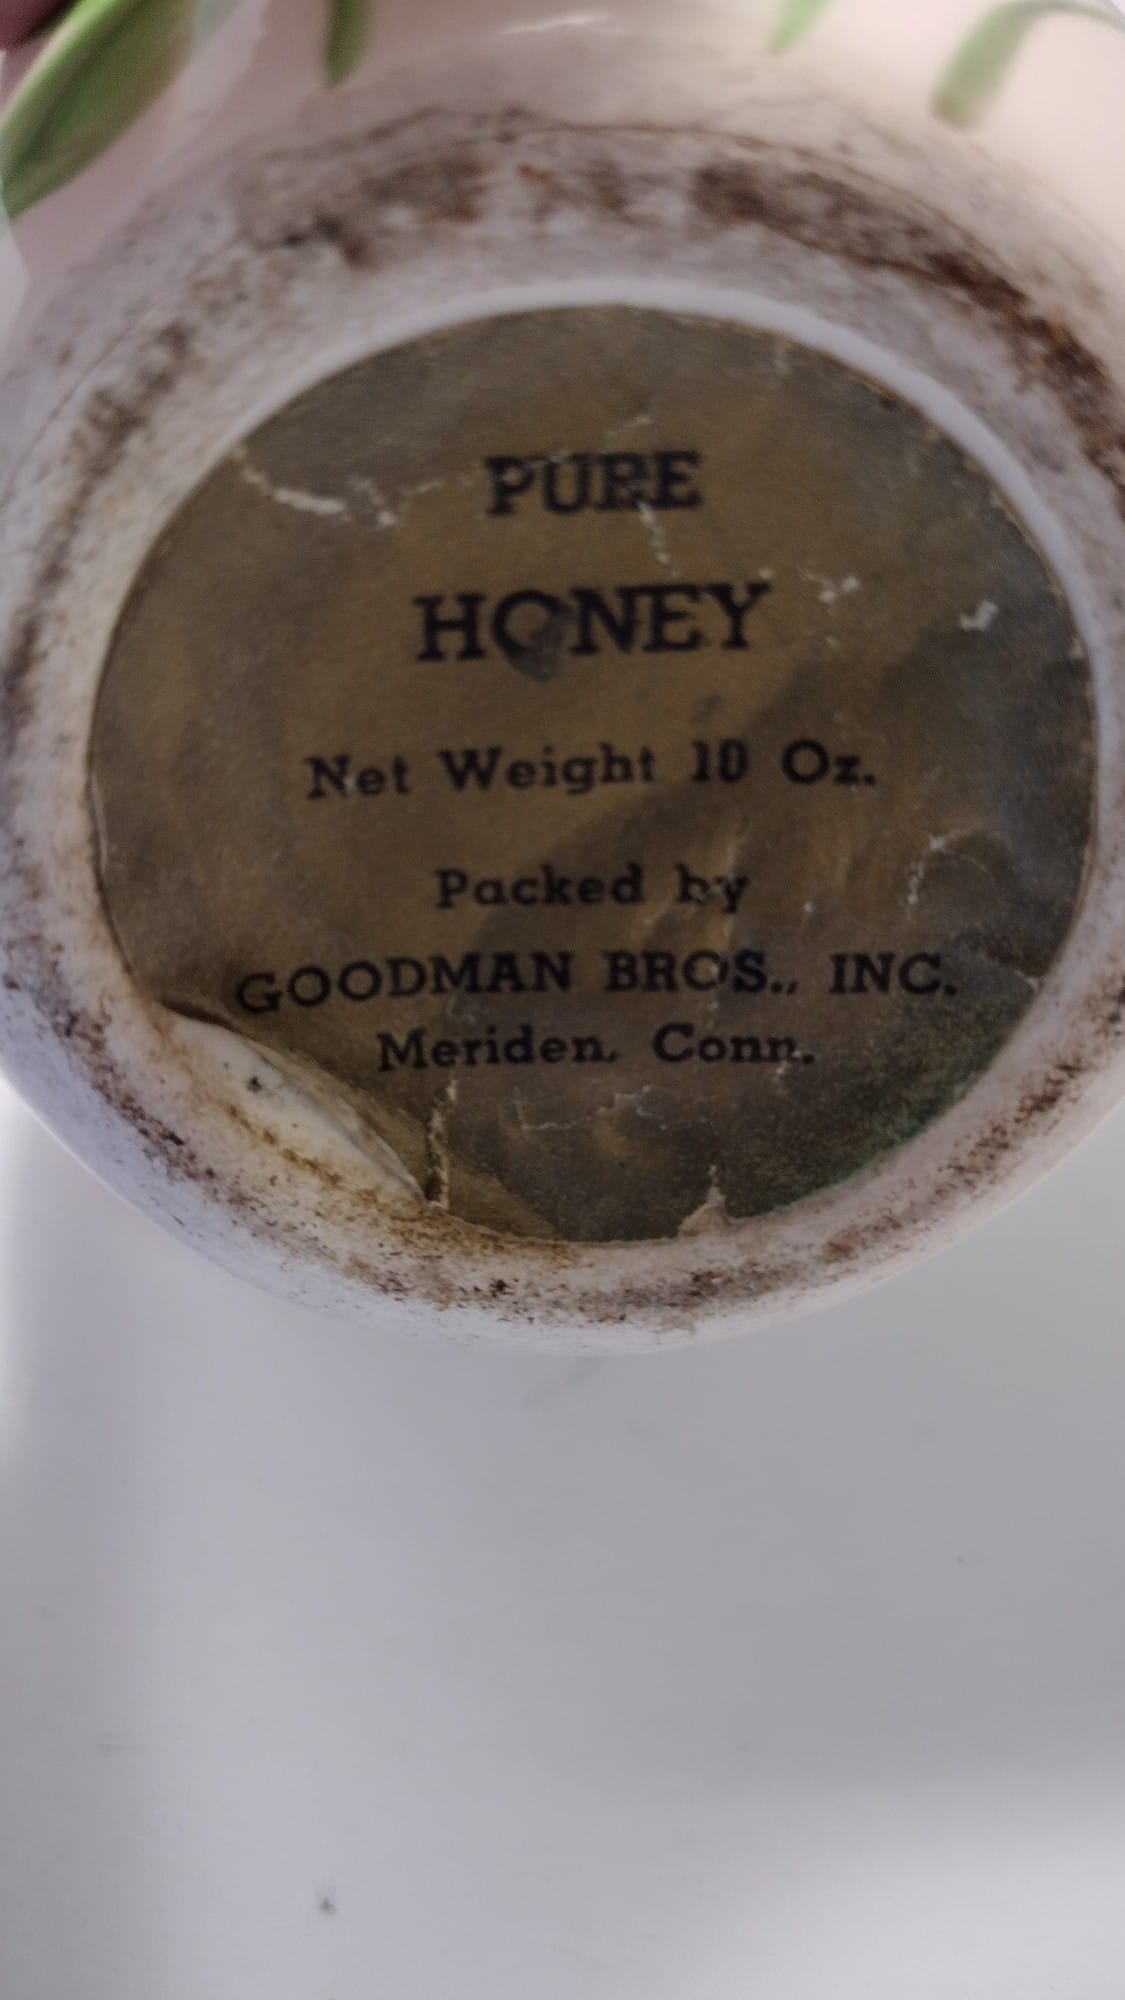 PURE
HONEY
Net Weight 10 Oz.
Packed by
GOODMAN BROS., INC.
Meriden, Conn.